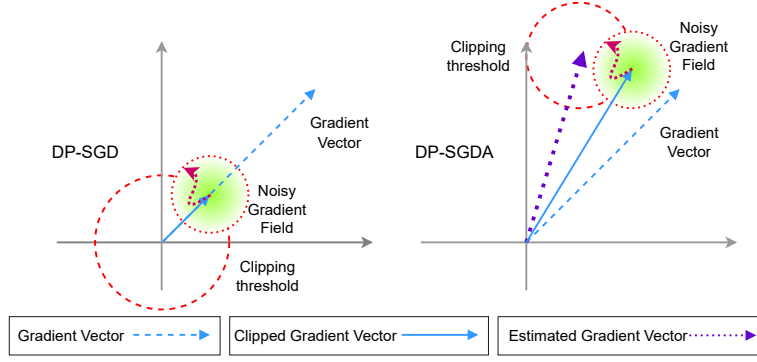 DP-SGD
Gradient
Vector
Noisy
Gradient
Field
Clipping
threshold
Clipping
threshold
Noisy
Gradient
Field
DP-SGDA
Gradient
Vector
Gradient Vector
Clipped Gradient Vector
Estimated Gradient Vector